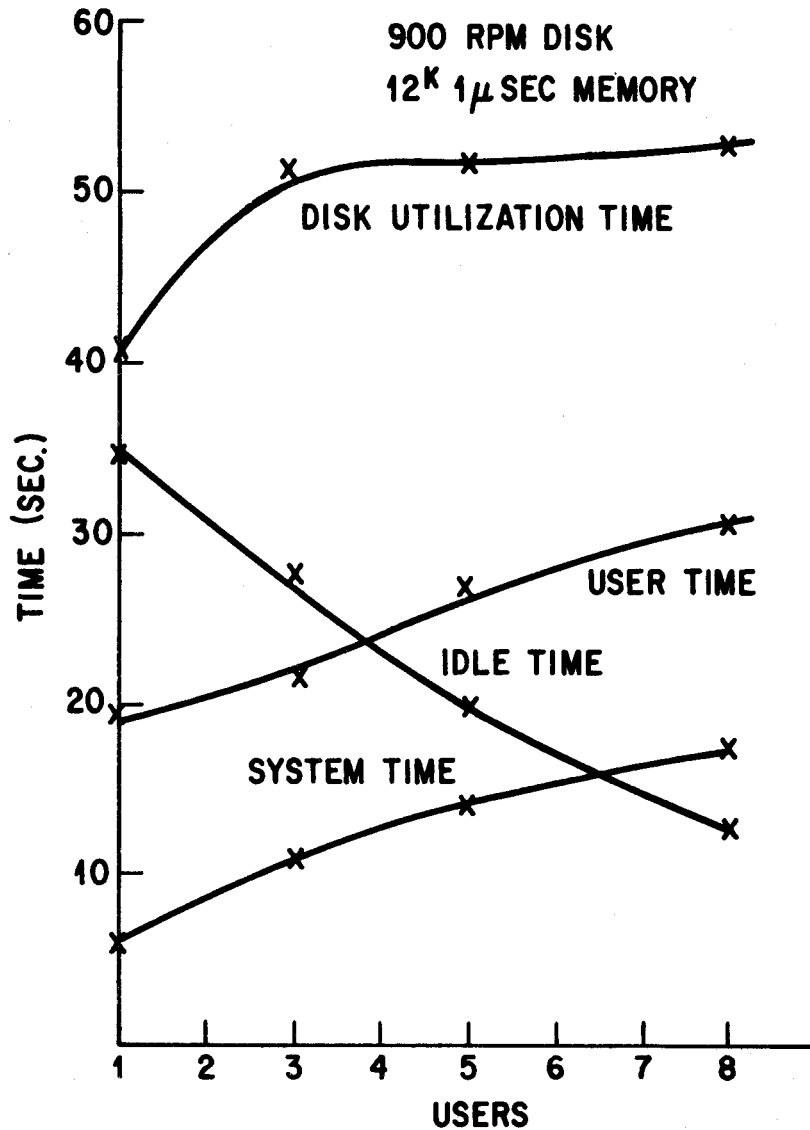 900 RPM DISK
12K 1μ SEC MEMORY
60
50
40
30
20
10
TIME (SEC.)
DISK UTILIZATION TIME
USER TIME
IDLE TIME
SYSTEM TIME
1 2 3 4 5 6 7 8
USERS